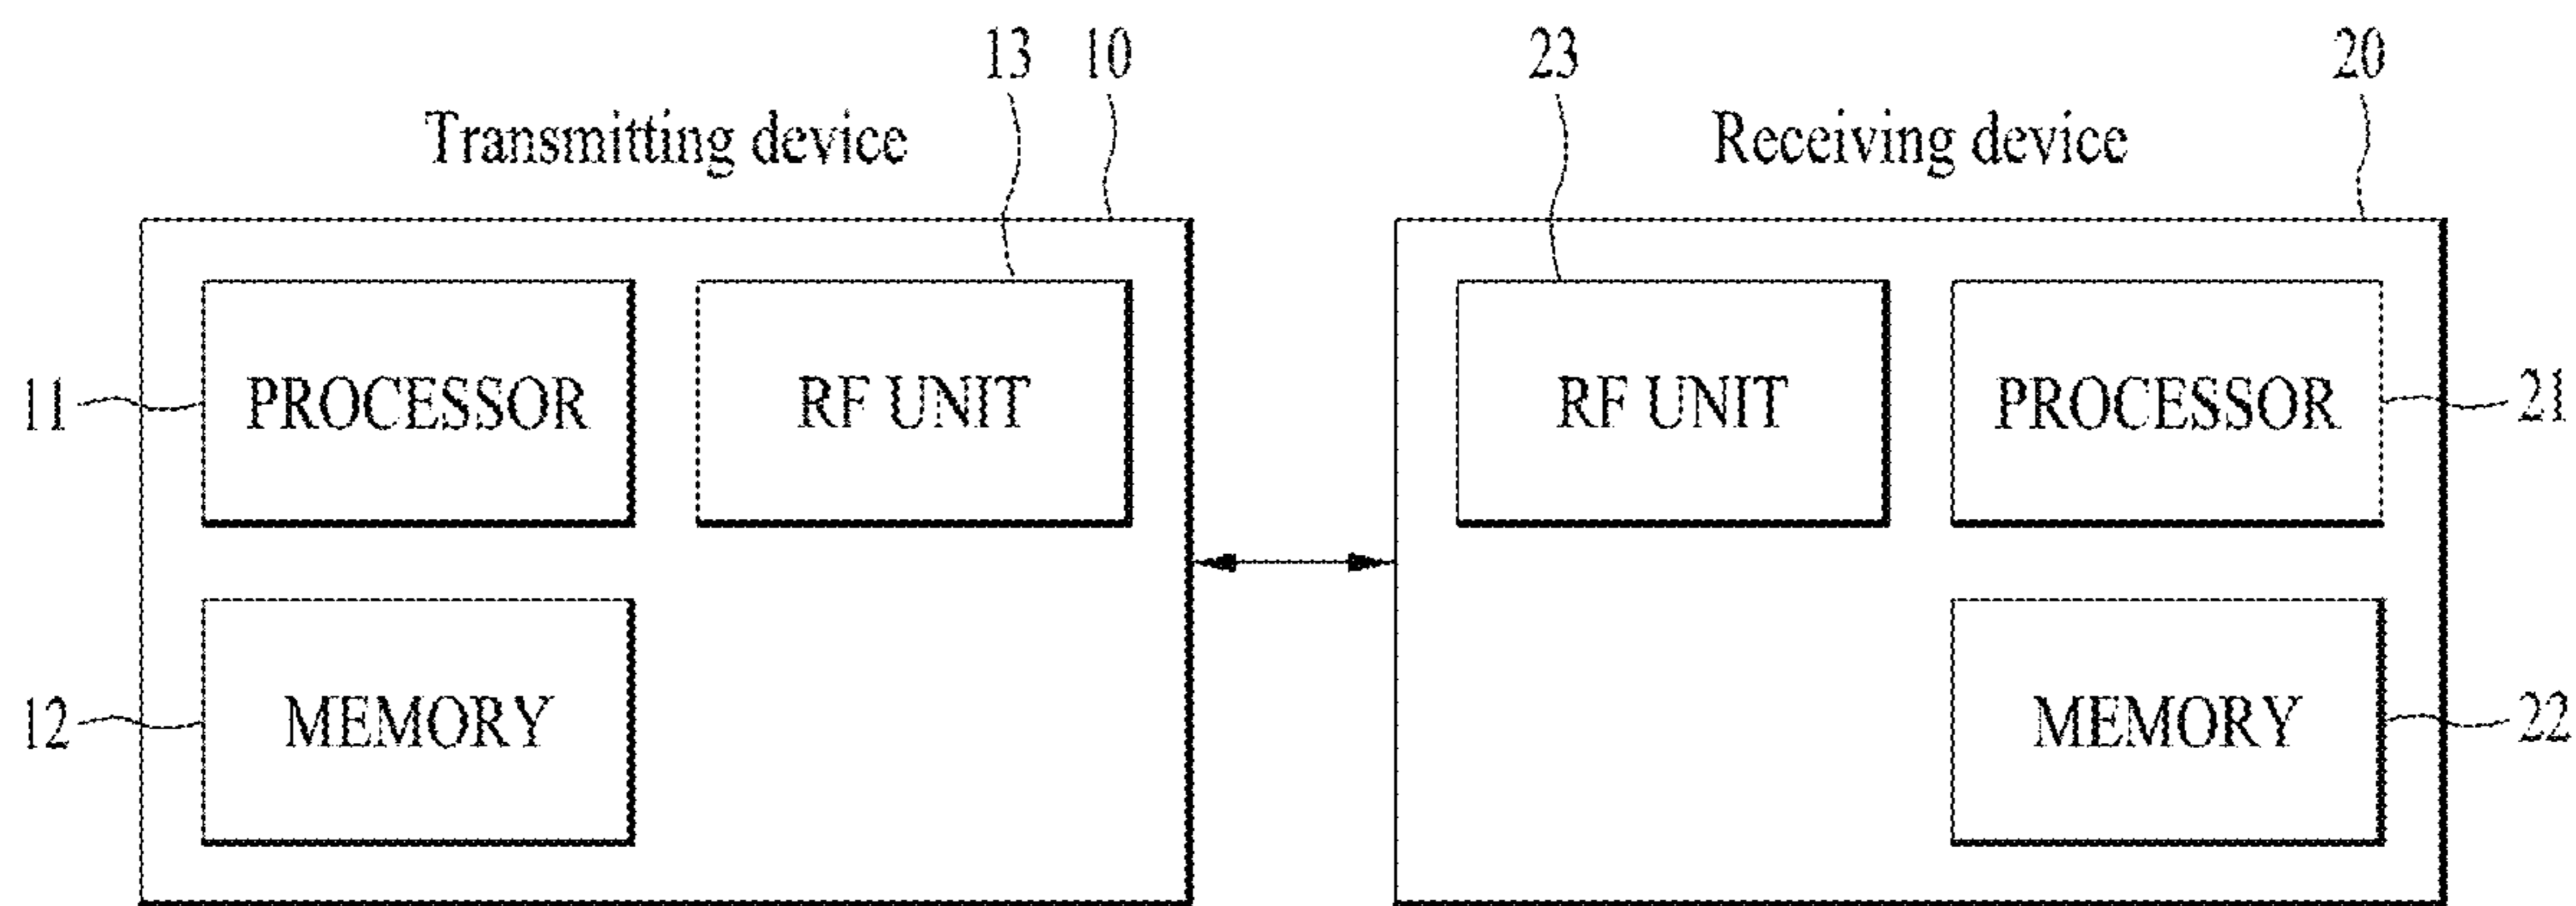 13 10 23 20
Transmitting device Receiving device
11 PROCESSOR RF UNIT RF UNIT PROCESSOR 21
12 MEMORY MEMORY 22